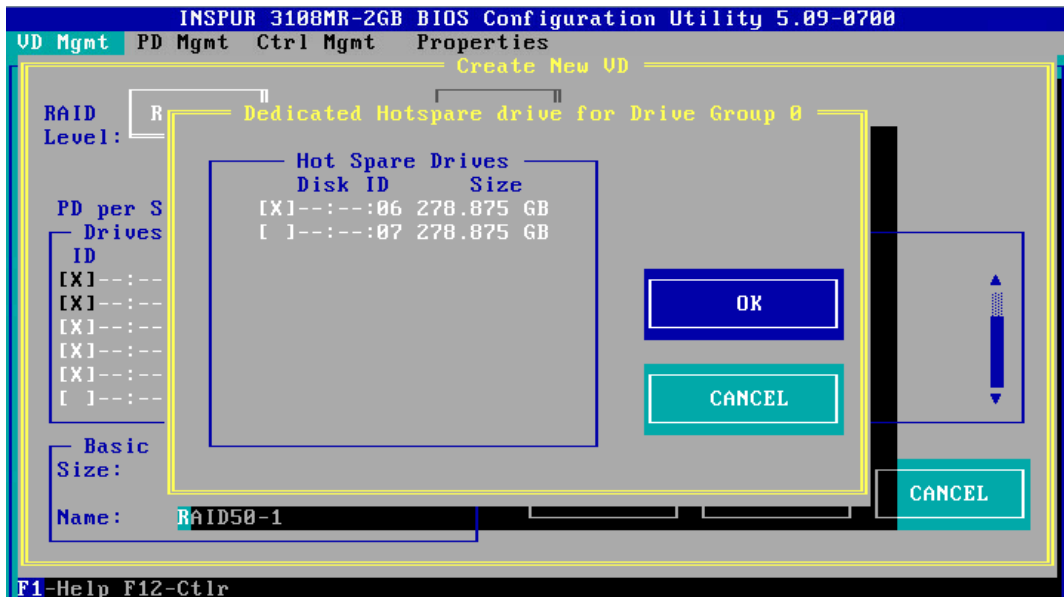 INSPUR 3108MR-2GB BIOS Configuration Utility 5.09-0700
VD Mgmt PD Mgmt Ctrl Mgmt Properties
Create New VD
RAID R
Level:
Dedicated Hotspare drive for Drive Group 0
Hot Spare Drives
Disk ID Size
[X]--:--:06 278.875 GB
[ ]--:--:07 278.875 GB
OK
CANCEL
PD per S
Drives
ID
[X]--:--
[X]--:--
[X]--:--
[X]--:--
[X]--:--
[ ]--:--
Basic
Size:
Name: RAID50-1
CANCEL
F1-Help F12-Ctlr